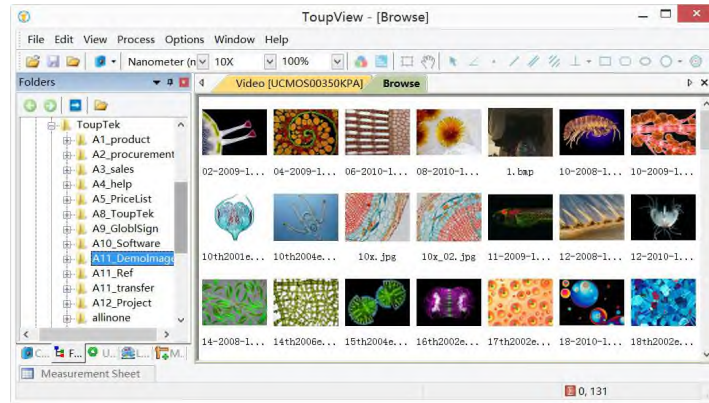 ToupView - [Browse]
File Edit View Process Options Window Help
Nanometer (n 10X 100%
Folders
Video [UCMOS00350KPA] Browse
ToupTek
A1_product
A2_procurement
A3_sales
A4_help
A5_PriceList
A8_ToupTek
A9_GloblSign
A10_Software
A11_DemoImage
A11_Ref
A11_transfer
A12_Project
allinone
02-2009-1... 04-2009-1... 06-2010-1... 08-2010-1... 1.bmp 10-2008-1... 10-2009-1...
10th2001e... 10th2004e... 10x.jpg 10x_02.jpg 11-2009-1... 12-2008-1... 12-2010-1...
14-2008-1... 14th2006e... 15th2004e... 16th2002e... 17th2002e... 18-2010-1... 18th2002e...
C... F... U... L... M.
Measurement Sheet
0, 131